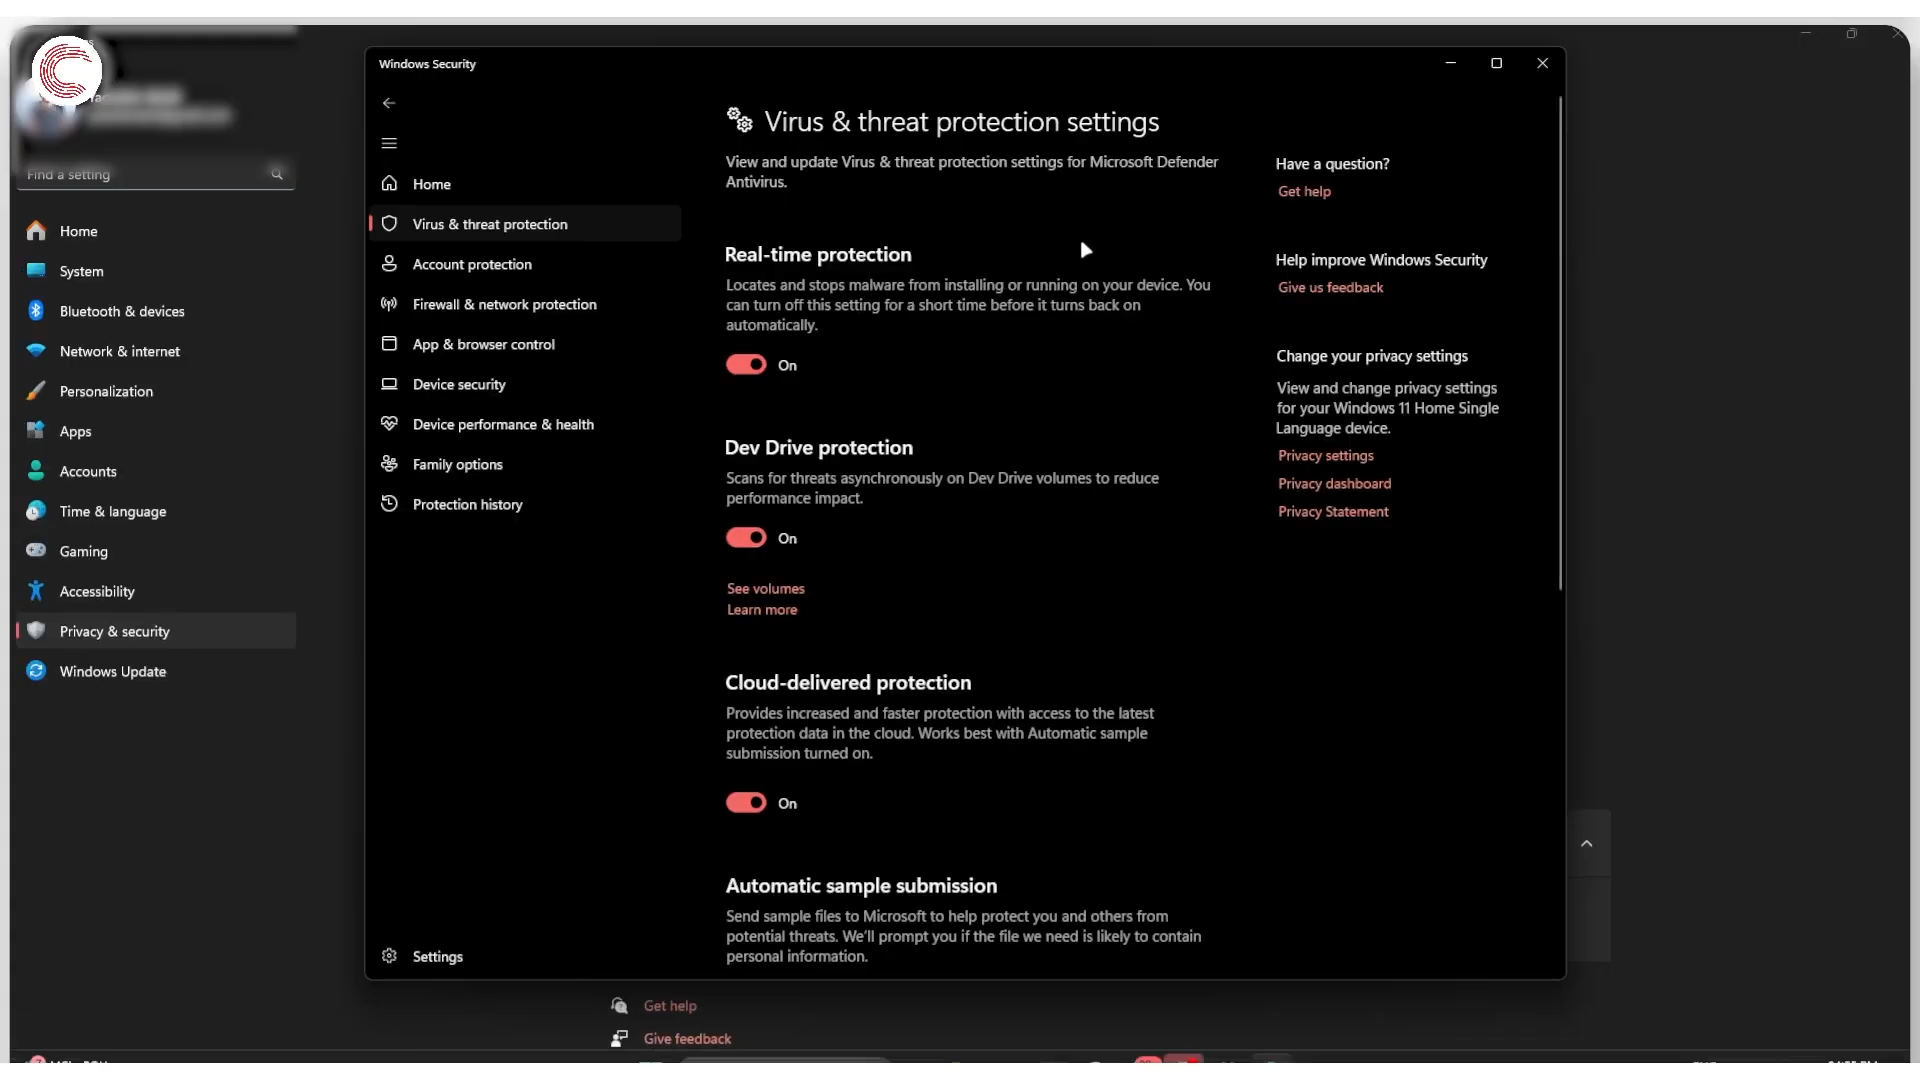 Find a setting
Home
System
Bluetooth & devices
Network & internet
Personalization
Apps
Accounts
Time & language
Gaming
Accessibility
Privacy & security
Windows Update
Windows Security
Home
Virus & threat protection
Account protection
Firewall & network protection
App & browser control
Device security
Device performance & health
Family options
Protection history
Settings
Virus & threat protection settings
View and update Virus & threat protection settings for Microsoft Defender
Antivirus.
Real-time protection
Locates and stops malware from installing or running on your device. You
can turn off this setting for a short time before it turns back on
automatically.
On
Dev Drive protection
Scans for threats asynchronously on Dev Drive volumes to reduce
performance impact.
On
See volumes
Learn more
Cloud-delivered protection
Provides increased and faster protection with access to the latest
protection data in the cloud. Works best with Automatic sample
submission turned on.
On
Automatic sample submission
Send sample files to Microsoft to help protect you and others from
potential threats. We'll prompt you if the file we need is likely to contain
personal information.
Have a question?
Get help
Help improve Windows Security
Give us feedback
Change your privacy settings
View and change privacy settings
for your Windows 11 Home Single
Language device.
Privacy settings
Privacy dashboard
Privacy Statement
Get help
Give feedback